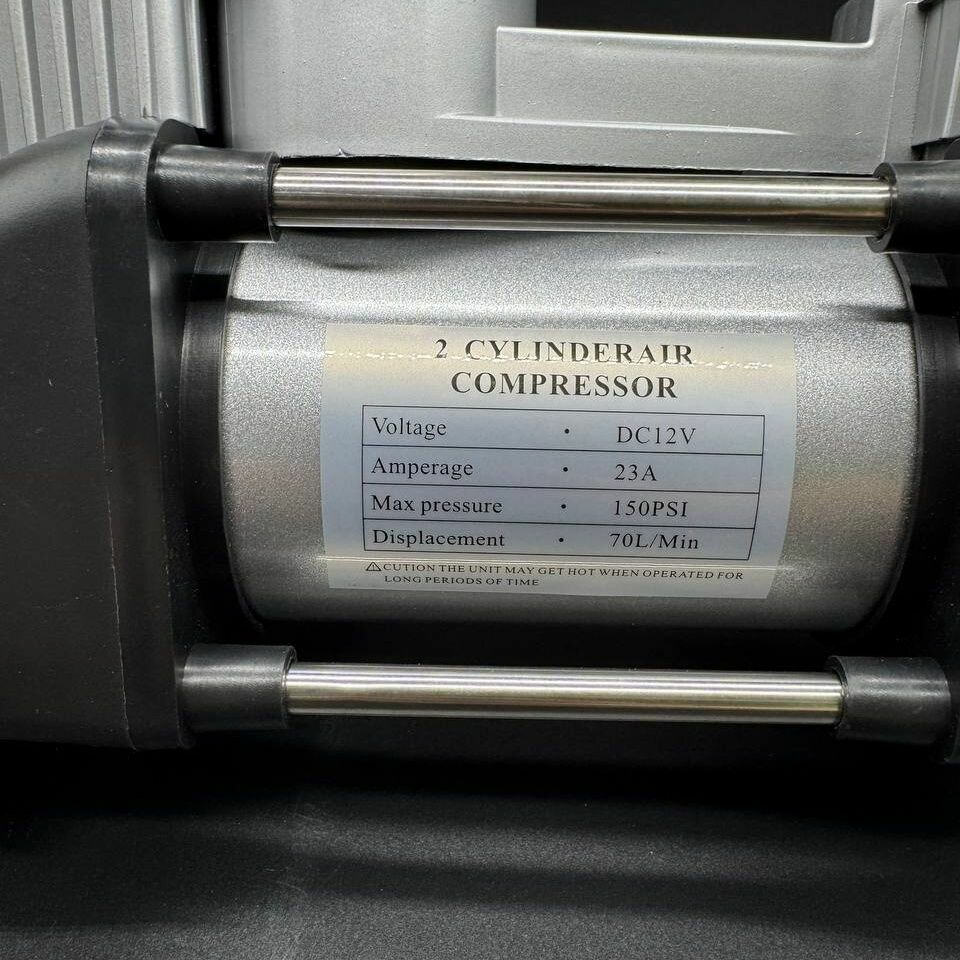 2 CYLINDERAIR
COMPRESSOR
Voltage · DC12V
Amperage · 23A
Max pressure · 150PSI
Displacement · 70L/Min
⚠CUTION THE UNIT MAY GET HOT WHEN OPERATED FOR
LONG PERIODS OF TIME